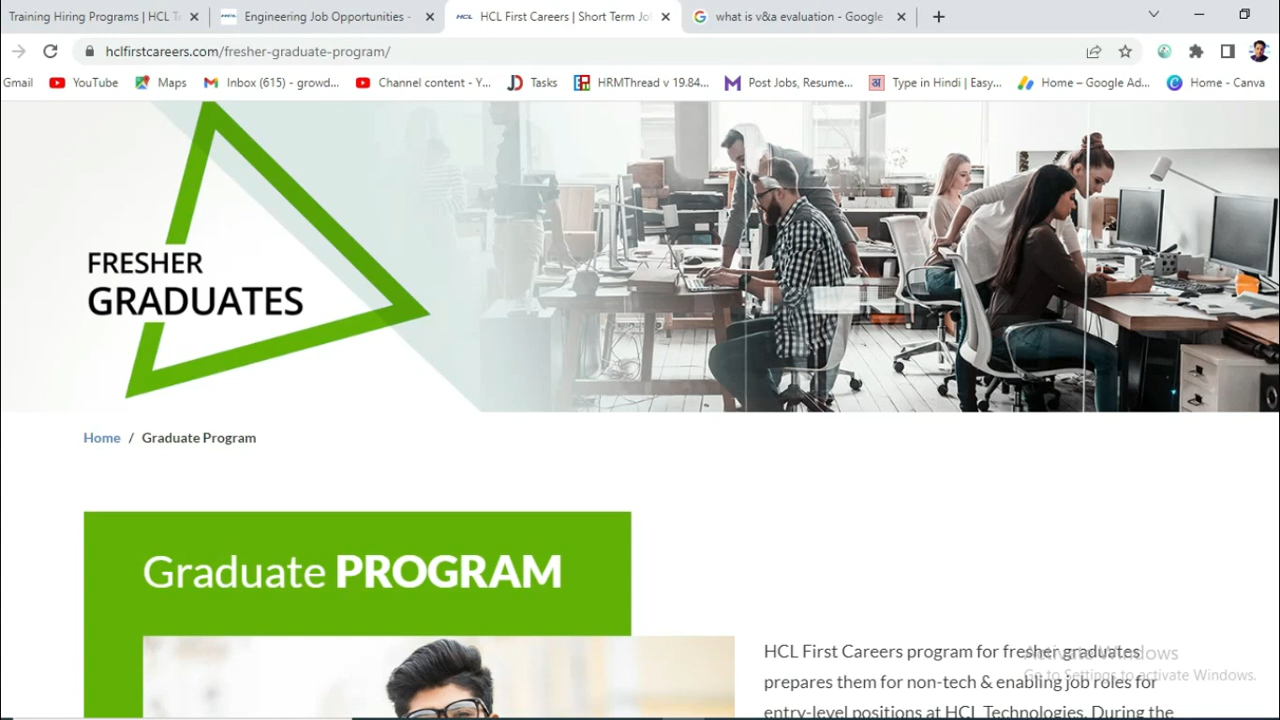 Training Hiring Programs | HCL T
Engineering Job Opportunities -
HCL HCL First Careers | Short Term Jo
what is v&a evaluation - Google
hclfirstcareers.com/fresher-graduate-program/
Gmail
YouTube
Maps
Inbox (615) - growd...
Channel content - Y...
Tasks
HRMThread v 19.84...
Post Jobs, Resume...
अ Type in Hindi | Easy...
Home – Google Ad...
Home - Canva
FRESHER
GRADUATES
Home / Graduate Program
Graduate PROGRAM
HCL First Careers program for fresher graduates
prepares them for non-tech & enabling job roles for
entry-level positions at HCL Technologies. During the
Activate Windows
Go to Settings to activate Windows.